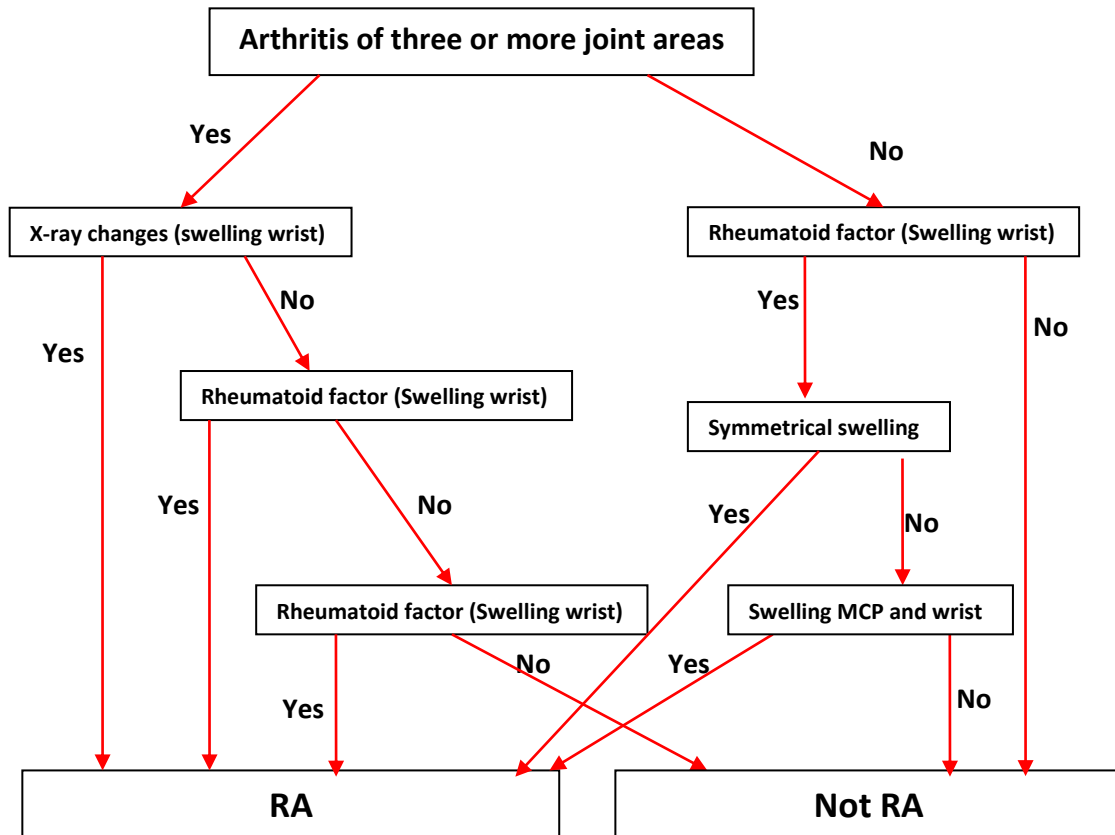 Arthritis of three or more joint areas
Yes
No
X-ray changes (swelling wrist)
Rheumatoid factor (Swelling wrist)
No
Yes
No
Yes
Rheumatoid factor (Swelling wrist)
Symmetrical swelling
Yes
No
Yes
No
Rheumatoid factor (Swelling wrist)
Swelling MCP and wrist
No
Yes
Yes
No
RA
Not RA